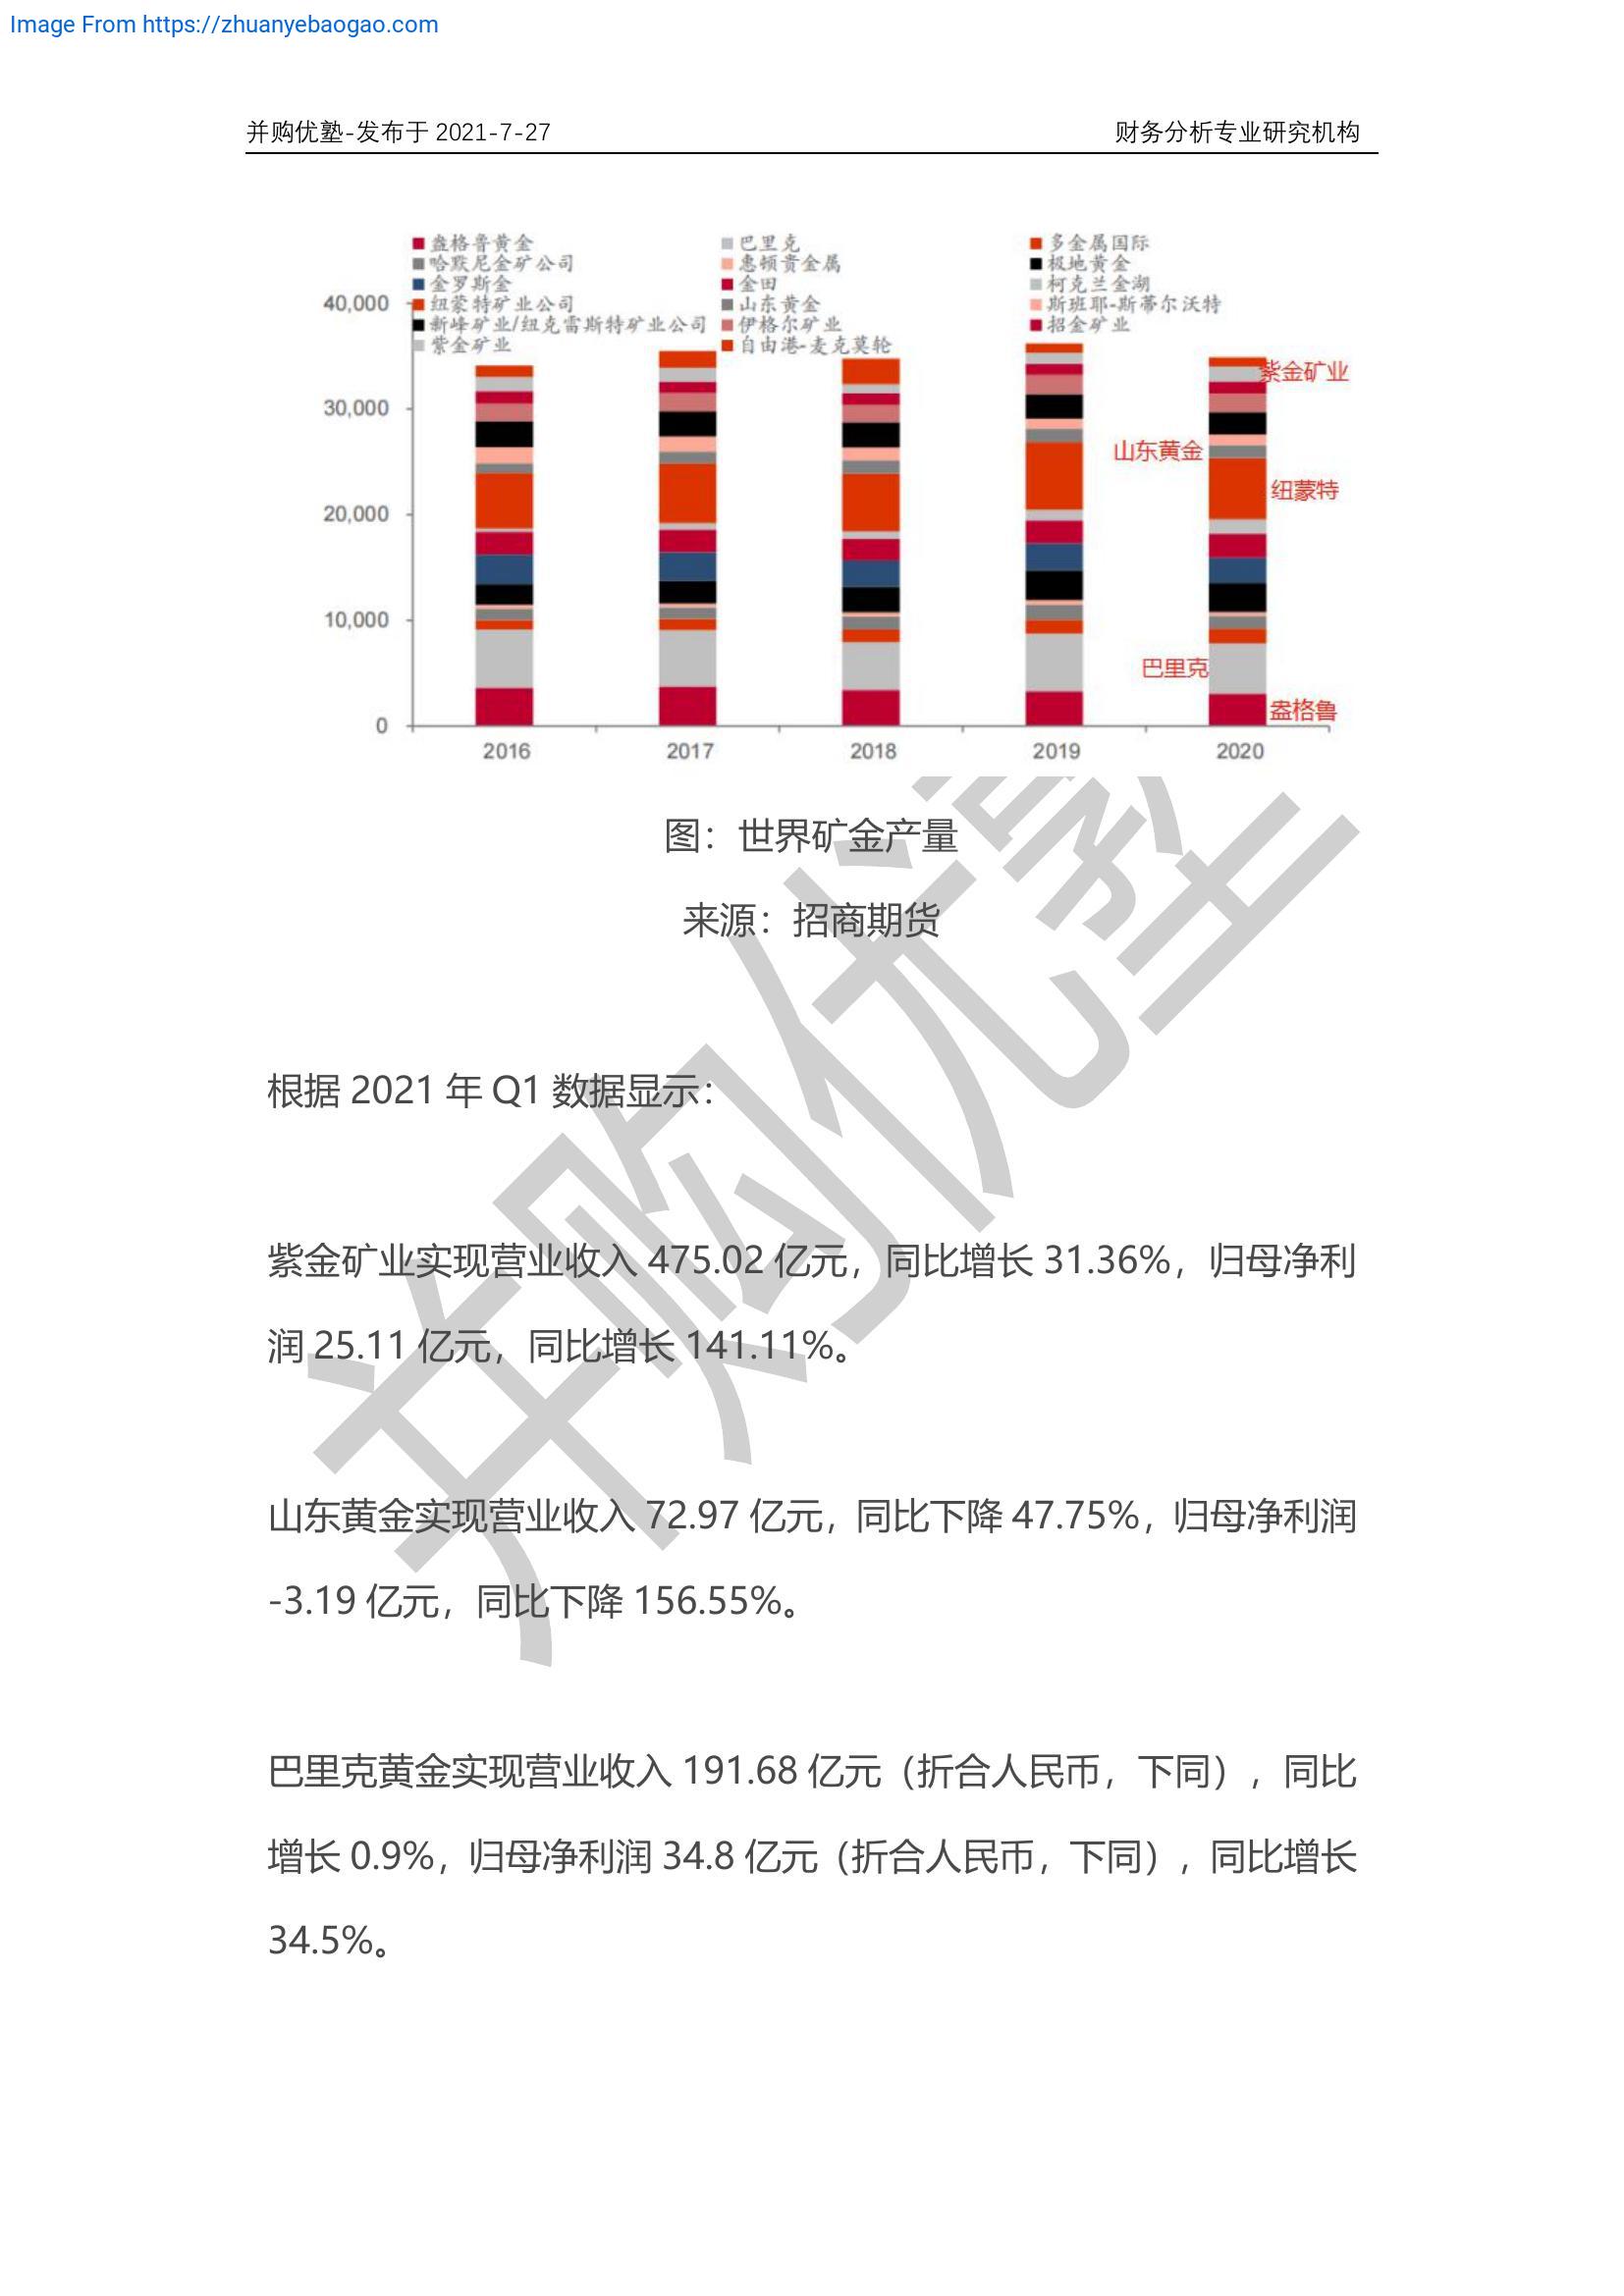 Image From https://zhuanyebaogao.com
并购优塾-发布于 2021-7-27 财务分析专业研究机构
盎格鲁黄金 巴里克 多金属国际
哈默尼金矿公司 惠顿贵金属 极地黄金
金罗斯金 金田 柯克兰金湖
40,000 纽蒙特矿业公司 山东黄金 斯班耶-斯蒂尔沃特
新峰矿业/纽克雷斯特矿业公司 伊格尔矿业 招金矿业
紫金矿业 自由港-麦克莫轮
紫金矿业
30,000
山东黄金
纽蒙特
20,000
10,000
巴里克
盎格鲁
0
2016 2017 2018 2019 2020
图：世界矿金产量
来源：招商期货
根据 2021 年 Q1 数据显示：
紫金矿业实现营业收入 475.02 亿元，同比增长 31.36%，归母净利
润 25.11 亿元，同比增长 141.11%。
山东黄金实现营业收入 72.97 亿元，同比下降 47.75%，归母净利润
-3.19 亿元，同比下降 156.55%。
巴里克黄金实现营业收入 191.68 亿元（折合人民币，下同），同比
增长 0.9%，归母净利润 34.8 亿元（折合人民币，下同），同比增长
34.5%。
并购优塾